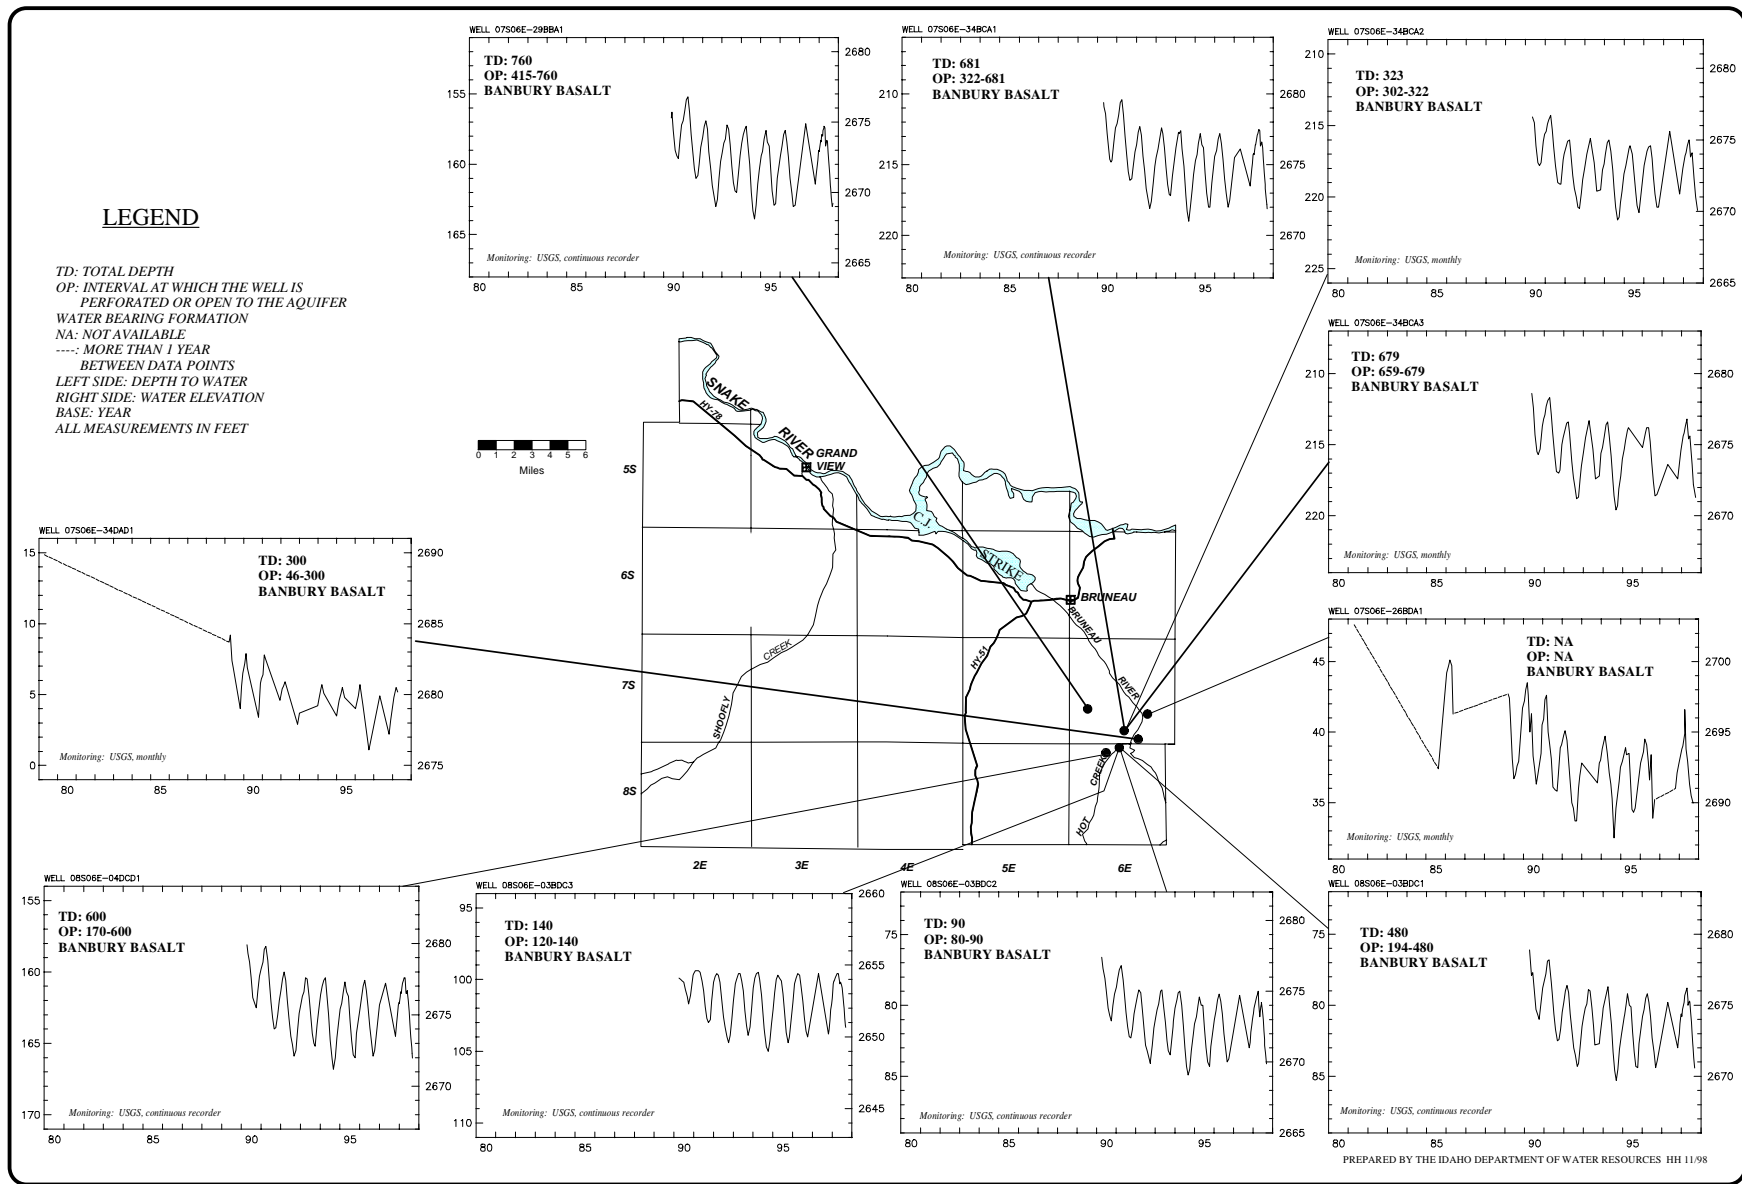 WELL 07S06E-29BBA1
TD: 760
OP: 415-760
BANBURY BASALT
155
160
165
2680
2675
2670
2665
Monitoring: USGS, continuous recorder
80 85 90 95
WELL 07S06E-34BCA1
TD: 681
OP: 322-681
BANBURY BASALT
210
215
220
2680
2675
2670
Monitoring: USGS, continuous recorder
80 85 90 95
WELL 07S06E-34BCA2
TD: 323
OP: 302-322
BANBURY BASALT
210
215
220
225
2680
2675
2670
2665
Monitoring: USGS, monthly
80 85 90 95
LEGEND
TD: TOTAL DEPTH
OP: INTERVAL AT WHICH THE WELL IS
PERFORATED OR OPEN TO THE AQUIFER
WATER BEARING FORMATION
NA: NOT AVAILABLE
----: MORE THAN 1 YEAR
BETWEEN DATA POINTS
LEFT SIDE: DEPTH TO WATER
RIGHT SIDE: WATER ELEVATION
BASE: YEAR
ALL MEASUREMENTS IN FEET
WELL 07S06E-34BCA3
TD: 679
OP: 659-679
BANBURY BASALT
210
215
220
2680
2675
2670
Monitoring: USGS, monthly
80 85 90 95
0 1 2 3 4 5 6
Miles
SNAKE
HY-78
RIVER
GRAND
VIEW
C.J.
STRIKE
BRUNEAU
BRUNEAU
RIVER
HY-51
CREEK
SHOOFLY
CREEK
HOT
5S
6S
7S
8S
2E 3E 4E 5E 6E
WELL 07S06E-34DAD1
TD: 300
OP: 46-300
BANBURY BASALT
15
10
5
0
2690
2685
2680
2675
Monitoring: USGS, monthly
80 85 90 95
WELL 07S06E-26BDA1
TD: NA
OP: NA
BANBURY BASALT
45
40
35
2700
2695
2690
Monitoring: USGS, monthly
80 85 90 95
WELL 08S06E-04DCD1
TD: 600
OP: 170-600
BANBURY BASALT
155
160
165
170
2680
2675
2670
Monitoring: USGS, continuous recorder
80 85 90 95
WELL 08S06E-03BDC3
TD: 140
OP: 120-140
BANBURY BASALT
95
100
105
110
2660
2655
2650
2645
Monitoring: USGS, continuous recorder
80 85 90 95
WELL 08S06E-03BDC2
TD: 90
OP: 80-90
BANBURY BASALT
75
80
85
2680
2675
2670
2665
Monitoring: USGS, continuous recorder
80 85 90 95
WELL 08S06E-03BDC1
TD: 480
OP: 194-480
BANBURY BASALT
75
80
85
2680
2675
2670
2665
Monitoring: USGS, continuous recorder
80 85 90 95
PREPARED BY THE IDAHO DEPARTMENT OF WATER RESOURCES HH 11/98